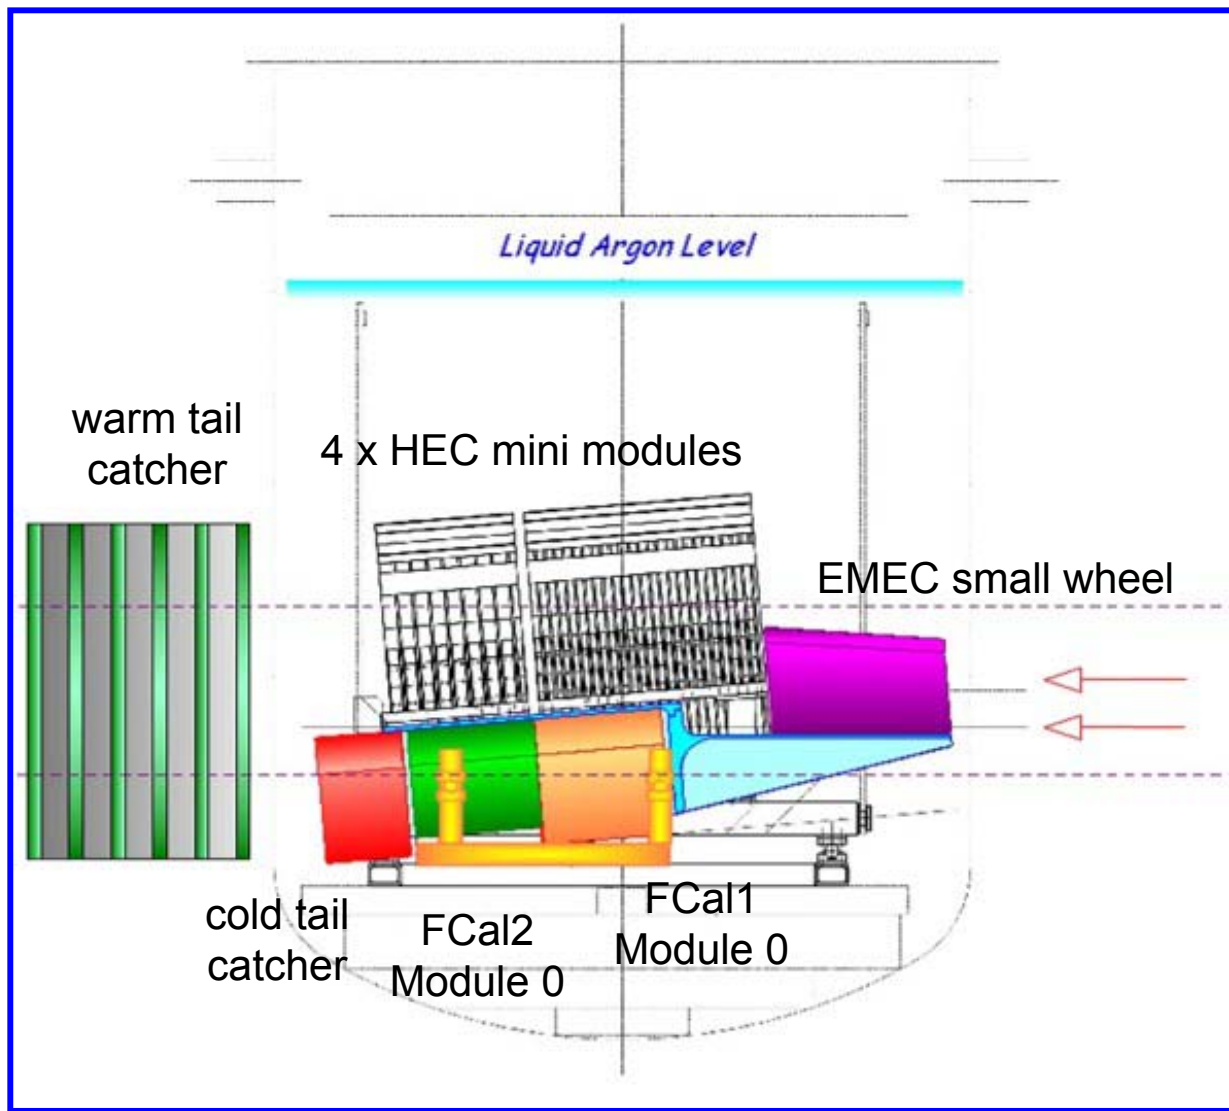 Liquid Argon Level
warm tail
catcher
4 x HEC mini modules
EMEC small wheel
cold tail
catcher
FCal2
Module 0
FCal1
Module 0